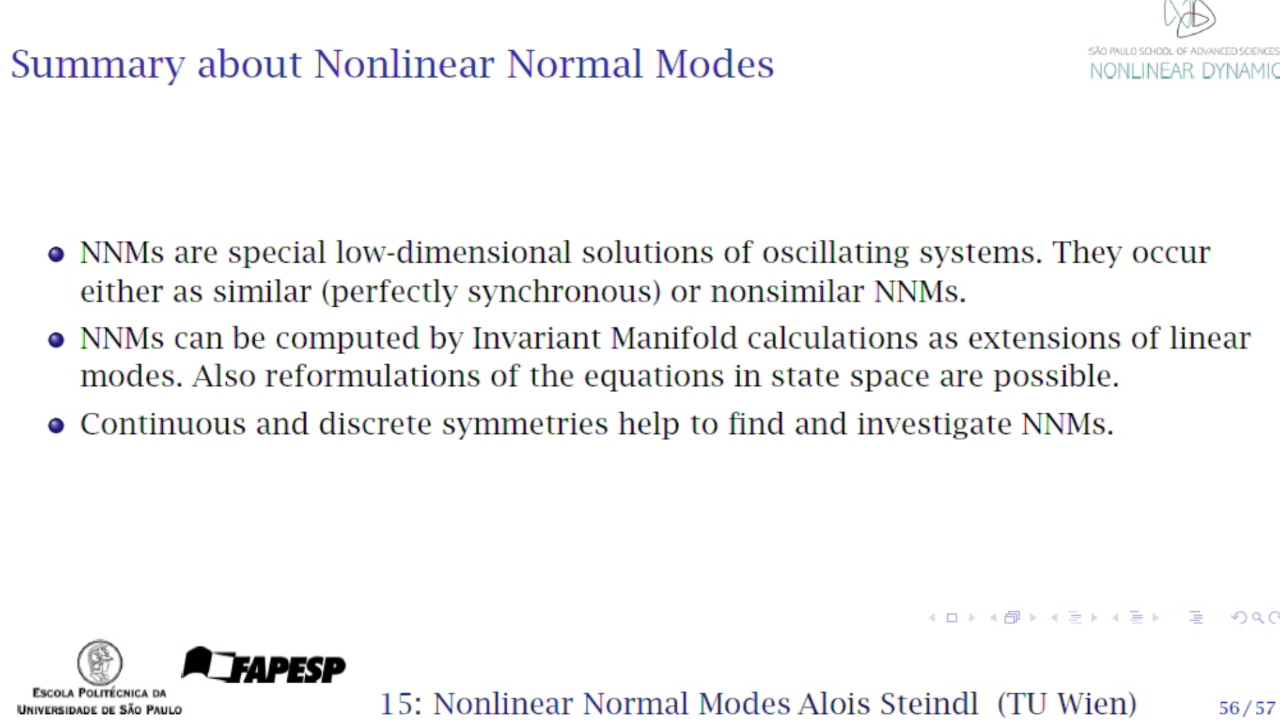 Summary about Nonlinear Normal Modes
SÃO PAULO SCHOOL OF ADVANCED SCIENCES
NONLINEAR DYNAMIC
NNMs are special low-dimensional solutions of oscillating systems. They occur
either as similar (perfectly synchronous) or nonsimilar NNMs.
NNMs can be computed by Invariant Manifold calculations as extensions of linear
modes. Also reformulations of the equations in state space are possible.
Continuous and discrete symmetries help to find and investigate NNMs.
ESCOLA POLITÉCNICA DA
UNIVERSIDADE DE SÃO PAULO
FAPESP
15: Nonlinear Normal Modes Alois Steindl (TU Wien)
56/57